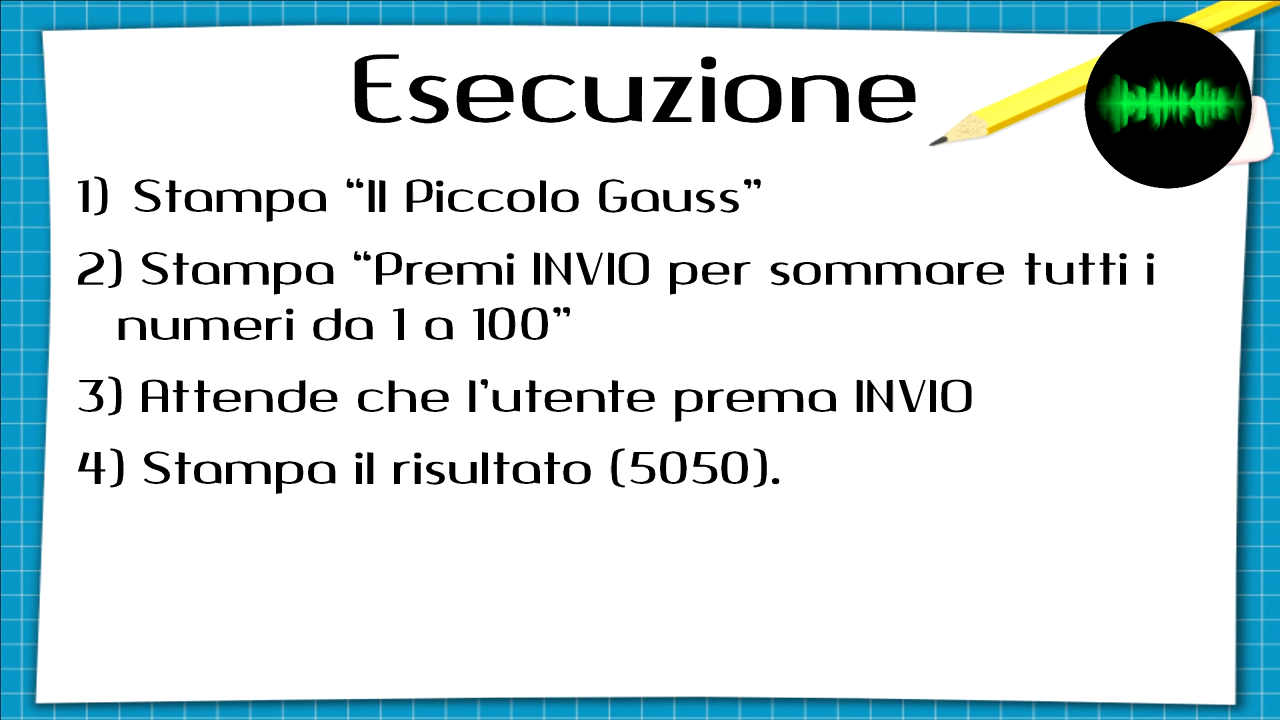 Esecuzione
1) Stampa “Il Piccolo Gauss”
2) Stampa “Premi INVIO per sommare tutti i
numeri da 1 a 100”
3) Attende che l’utente prema INVIO
4) Stampa il risultato (5050).